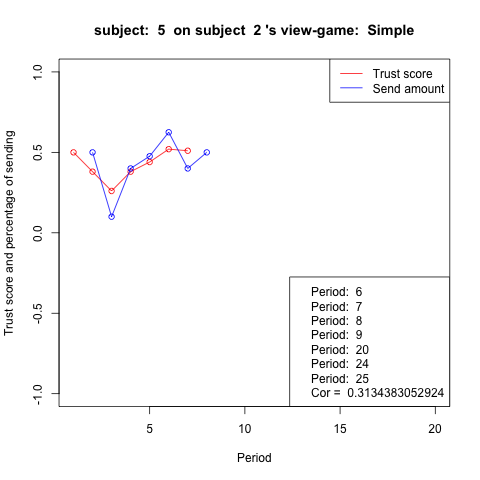 subject:  5  on subject  2 's view-game:  Simple
Trust score
Send amount
Trust score and percentage of sending
1.0
0.5
0.0
-0.5
-1.0
Period:  6
Period:  7
Period:  8
Period:  9
Period:  20
Period:  24
Period:  25
Cor =  0.3134383052924
5
10
15
20
Period